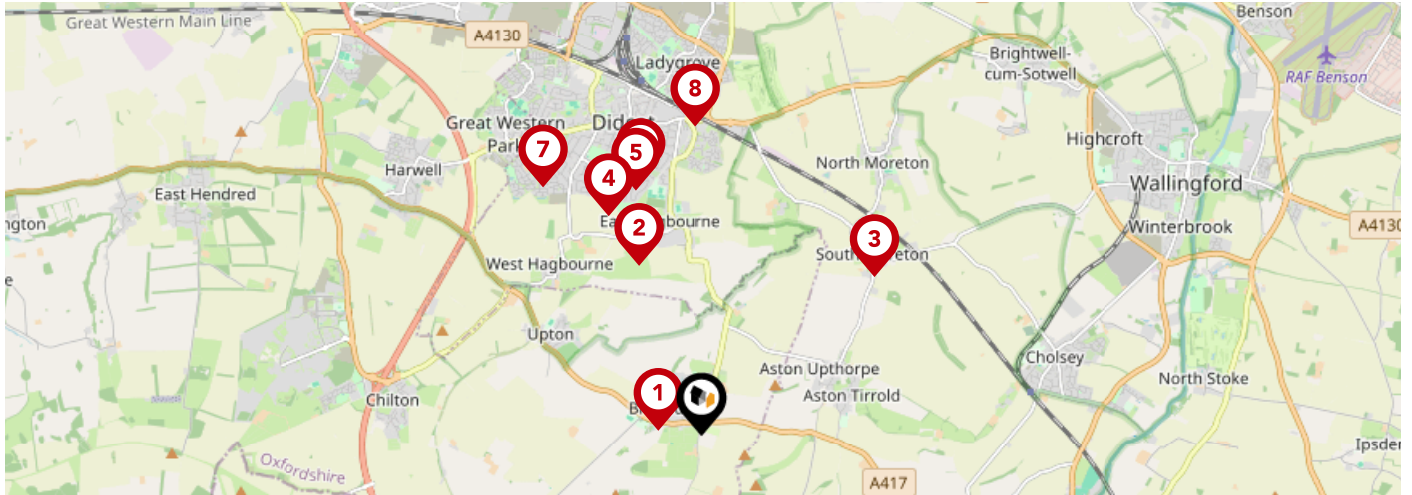 Great Western Main Line
Benson
A4130
Brightwell-
cum-Sotwell
Ladygrove
RAF Benson
8
Great Western
Highcroft
7
5
North Moreton
Harwell
4
Wallingford
East Hendred
2
3
A4130
Winterbrook
West Hagbourne
Upton
Cholsey
Aston Upthorpe
North Stoke
1
Aston Tirrold
Chilton
Oxfordshire
A417